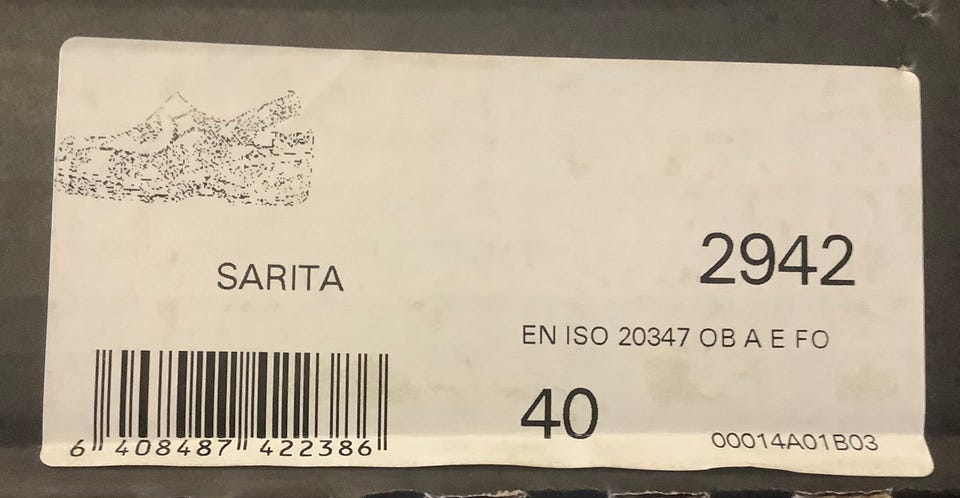 SARITA
2942
EN ISO 20347 OB A E FO
40
6 408487 422386
00014A01B03